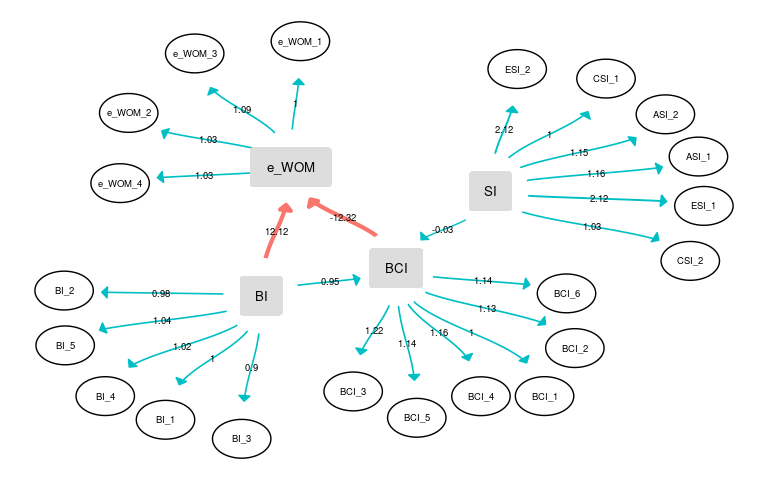 e_WOM_1
e_WOM_3
ESI_2
CSI_1
e_WOM_2
1.09
1
ASI_2
2.12
1
1.03
1.15
ASI_1
e_WOM
1.16
e_WOM_4
1.03
SI
2.12
ESI_1
-12.32
1.03
12.12
-0.03
CSI_2
BCI
0.95
1.14
BI_2
0.98
BI
BCI_6
1.13
1.04
1.22
1.16
1
BI_5
1.02
1.14
BCI_2
1
0.9
BCI_3
BI_4
BCI_4
BCI_1
BI_1
BCI_5
BI_3